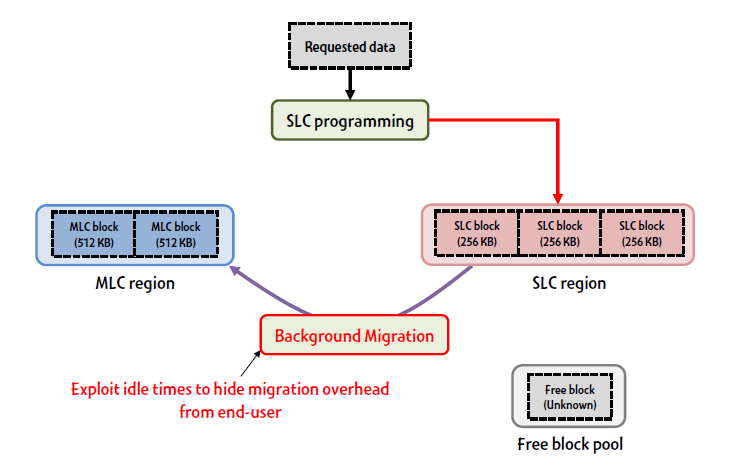 Requested data
SLC programming
MLC block
(512 KB)
MLC block
(512 KB)
MLC region
SLC block
(256 KB)
SLC block
(256 KB)
SLC block
(256 KB)
SLC region
Background Migration
Exploit idle times to hide migration overhead
from end-user
Free block
(Unknown)
Free block pool